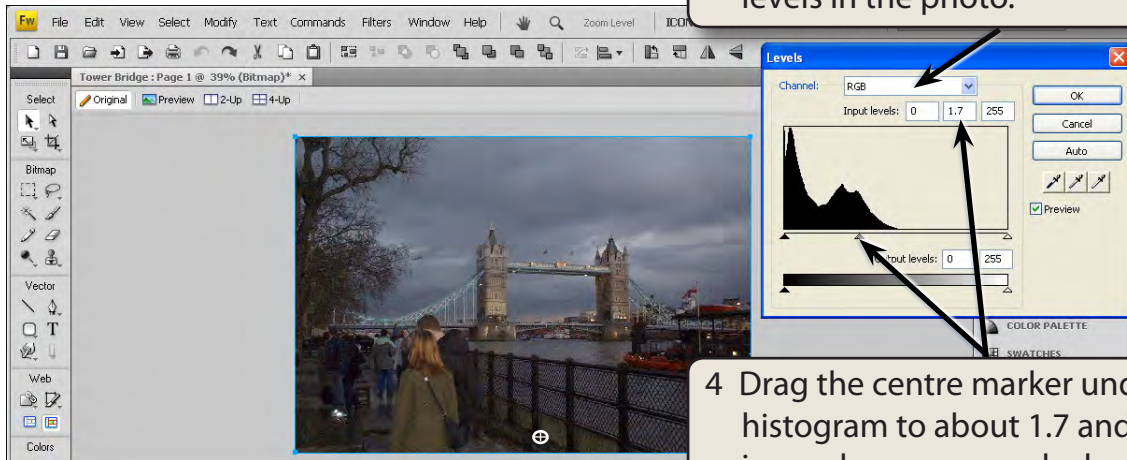 levels in the photo.
Fw File Edit View Select Modify Text Commands Filters Window Help Zoom Level
Tower Bridge : Page 1 @ 39% (Bitmap)* ×
Original Preview 2-Up 4-Up
Select
Bitmap
Vector
T
Web
Colors
Levels
Channel: RGB
Input levels: 0 1.7 255
levels: 0 255
OK
Cancel
Auto
Preview
COLOR PALETTE
SWATCHES
4 Drag the centre marker
histogram to about 1.7 and